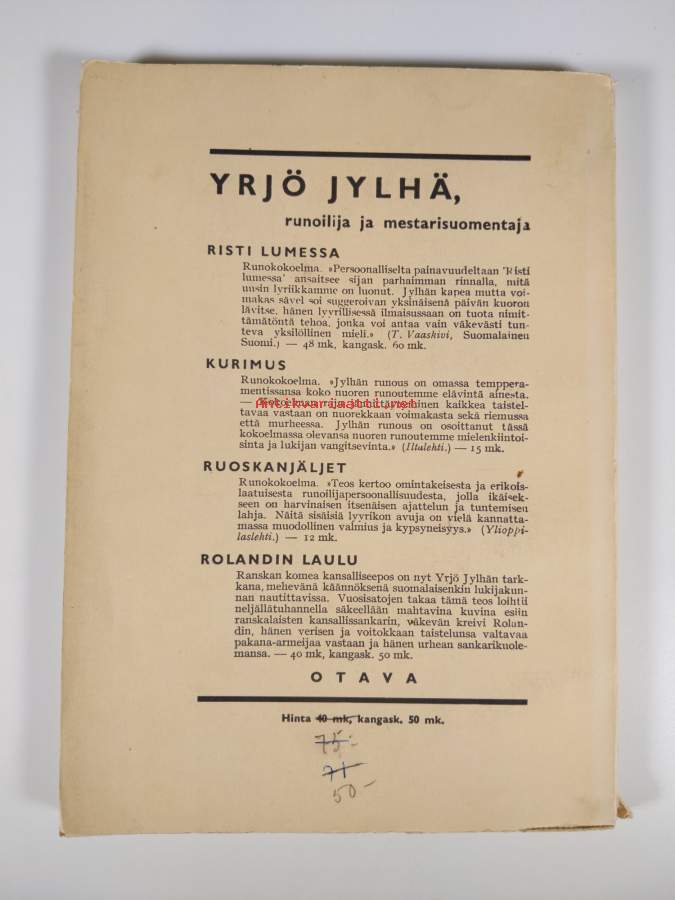 YRJÖ JYLHÄ,
runoilija ja mestarisuomentaja
RISTI LUMESSA
Runokokoelma. »Persoonalliselta painavuudeltaan 'Risti
lumessa' ansaitsee sijan parhaimman rinnalla, mitä
uusin lyriikkamme on luonut. Jylhän kapea mutta voi-
makas sävel soi suggeroivan yksinäisenä päivän kuoron
lävitse, hänen lyyrillisessä ilmaisussaan on tuota nimit-
tämätöntä tehoa, jonka voi antaa vain väkevästi tun-
teva yksilöllinen mieli.» (T. Vaaskivi, Suomalainen
Suomi.) — 48 mk, kangask. 60 mk.
KURIMUS
Runokokoelma. »Jylhän runous on omassa tempera-
mentissansa koko nuoren runoutemme elävintä ainesta.
— Kokoelman
Antikvariaatti.net
kaikkea taistel-
tavaa vastaan on nuorekkaan voimakasta sekä riemussa
että murheessa. Jylhän runous on osoittanut tässä
kokoelmassa olevansa nuoren runoutemme mielenkiintoi-
sinta ja lukijan vangitsevinta.» (Iltalehti.) — 15 mk.
RUOSKANJÄLJET
Runokokoelma. »Teos kertoo omintakeisesta ja erikois-
laatuisesta runoilijapersoonallisuudesta, jolla ikäisek-
seen on harvinaisen itsenäisen ajattelun ja tuntemisen
lahja. Näitä sisäisiä lyyrikon avuja on vielä kannatta-
massa muodollinen valmius ja kypsyneisyys.» (Ylioppi-
laslehti.) — 12 mk.
ROLANDIN LAULU
Ranskan komea kansalliseepos on nyt Yrjö Jylhän tark-
kana, mehevänä käännöksenä suomalaisenkin lukijakun-
nan nautittavissa. Vuosisatojen takaa tämä teos loihtii
neljällätuhannella säkeellään mahtavina kuvina esiin
ranskalaisten kansallissankarin, väkevän kreivi Rolan-
din, hänen verisen ja voitokkaan taistelunsa valtavaa
pakana-armeijaa vastaan ja hänen urhean sankarikuole-
mansa. — 40 mk, kangask. 50 mk.
OTAVA
Hinta 40 mk, kangask. 50 mk.
75:-
71
50-